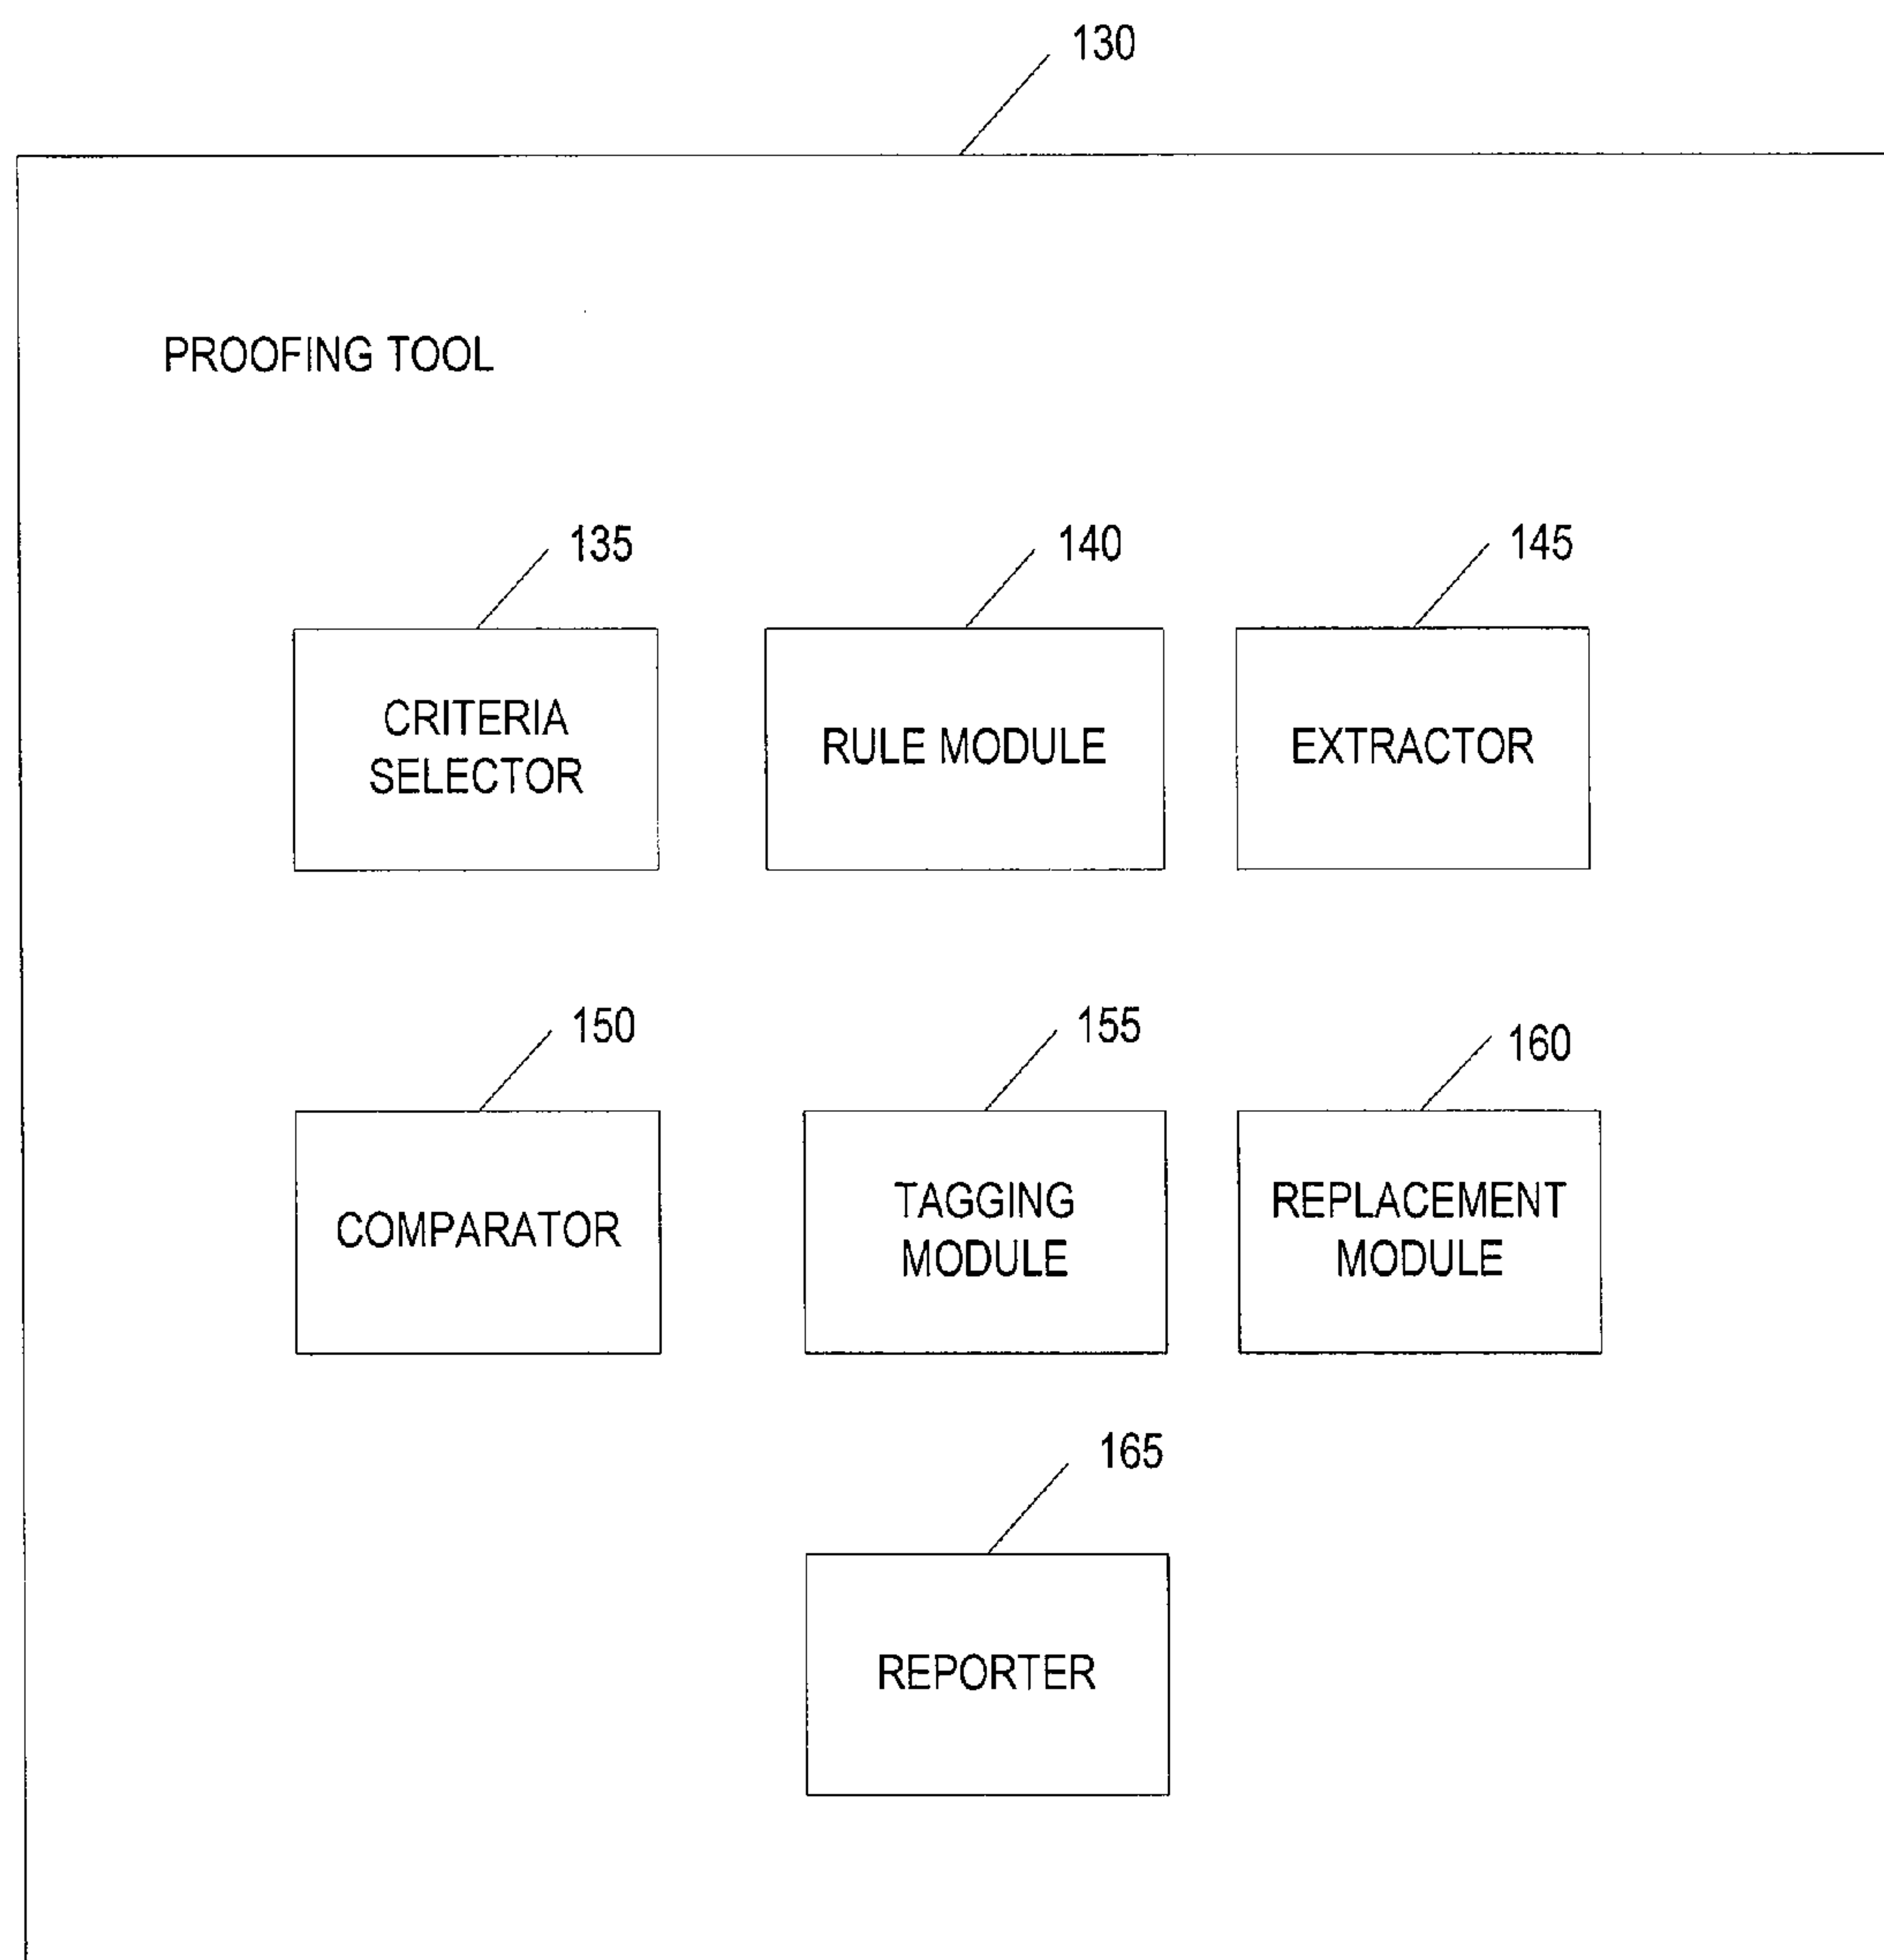 130
PROOFING TOOL
135
140
145
CRITERIA
SELECTOR
RULE MODULE
EXTRACTOR
150
155
160
COMPARATOR
TAGGING
MODULE
REPLACEMENT
MODULE
165
REPORTER